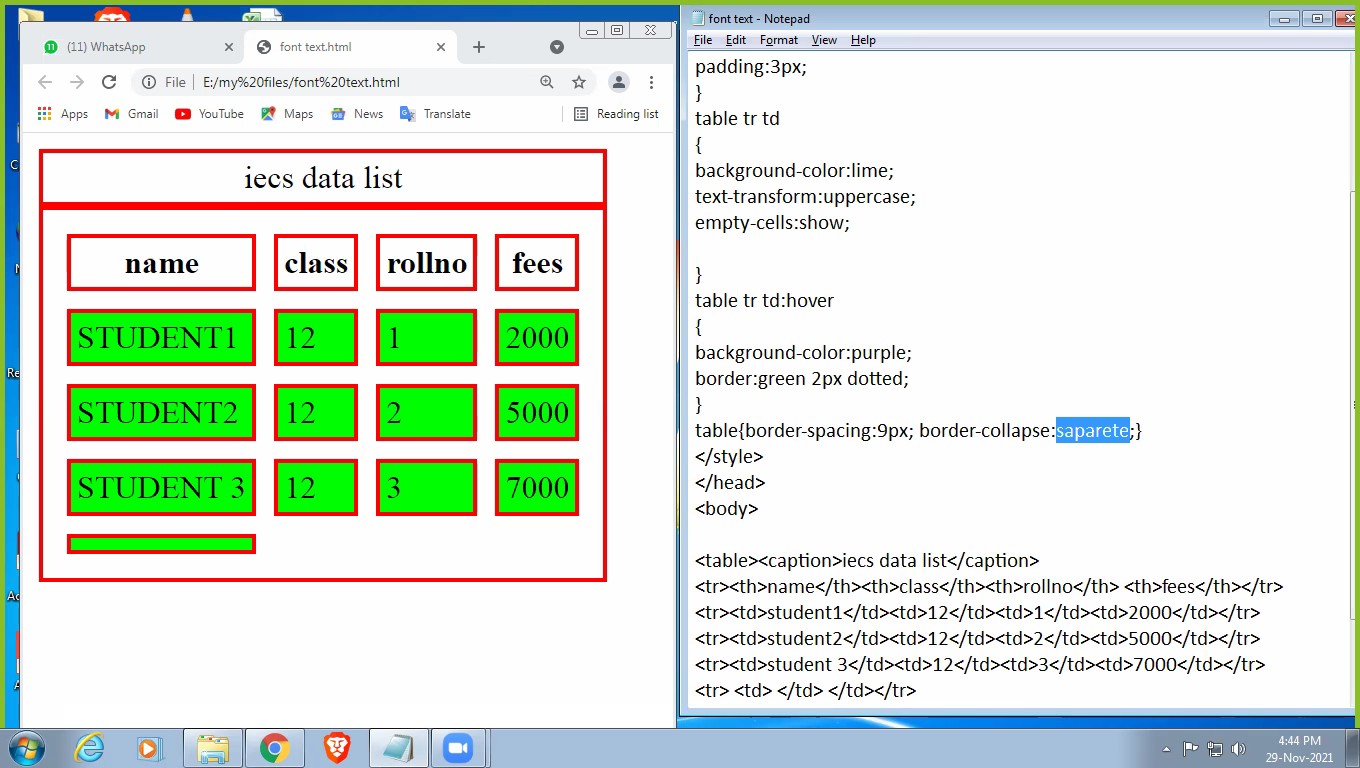 (11) WhatsApp
font text.html
File
E:/my%20files/font%20text.html
Apps
Gmail
YouTube
Maps
News
Translate
Reading list
iecs data list
name class rollno fees
STUDENT1 12 1 2000
STUDENT2 12 2 5000
STUDENT 3 12 3 7000
font text - Notepad
File Edit Format View Help
padding:3px;
}
table tr td
{
background-color:lime;
text-transform:uppercase;
empty-cells:show;
}
table tr td:hover
{
background-color:purple;
border:green 2px dotted;
}
table{border-spacing:9px; border-collapse:saparete;}
</style>
</head>
<body>
<table><caption>iecs data list</caption>
<tr><th>name</th><th>class</th><th>rollno</th> <th>fees</th></tr>
<tr><td>student1</td><td>12</td><td>1</td><td>2000</td></tr>
<tr><td>student2</td><td>12</td><td>2</td><td>5000</td></tr>
<tr><td>student 3</td><td>12</td><td>3</td><td>7000</td></tr>
<tr> <td> </td> </td></tr>
4:44 PM
29-Nov-2021